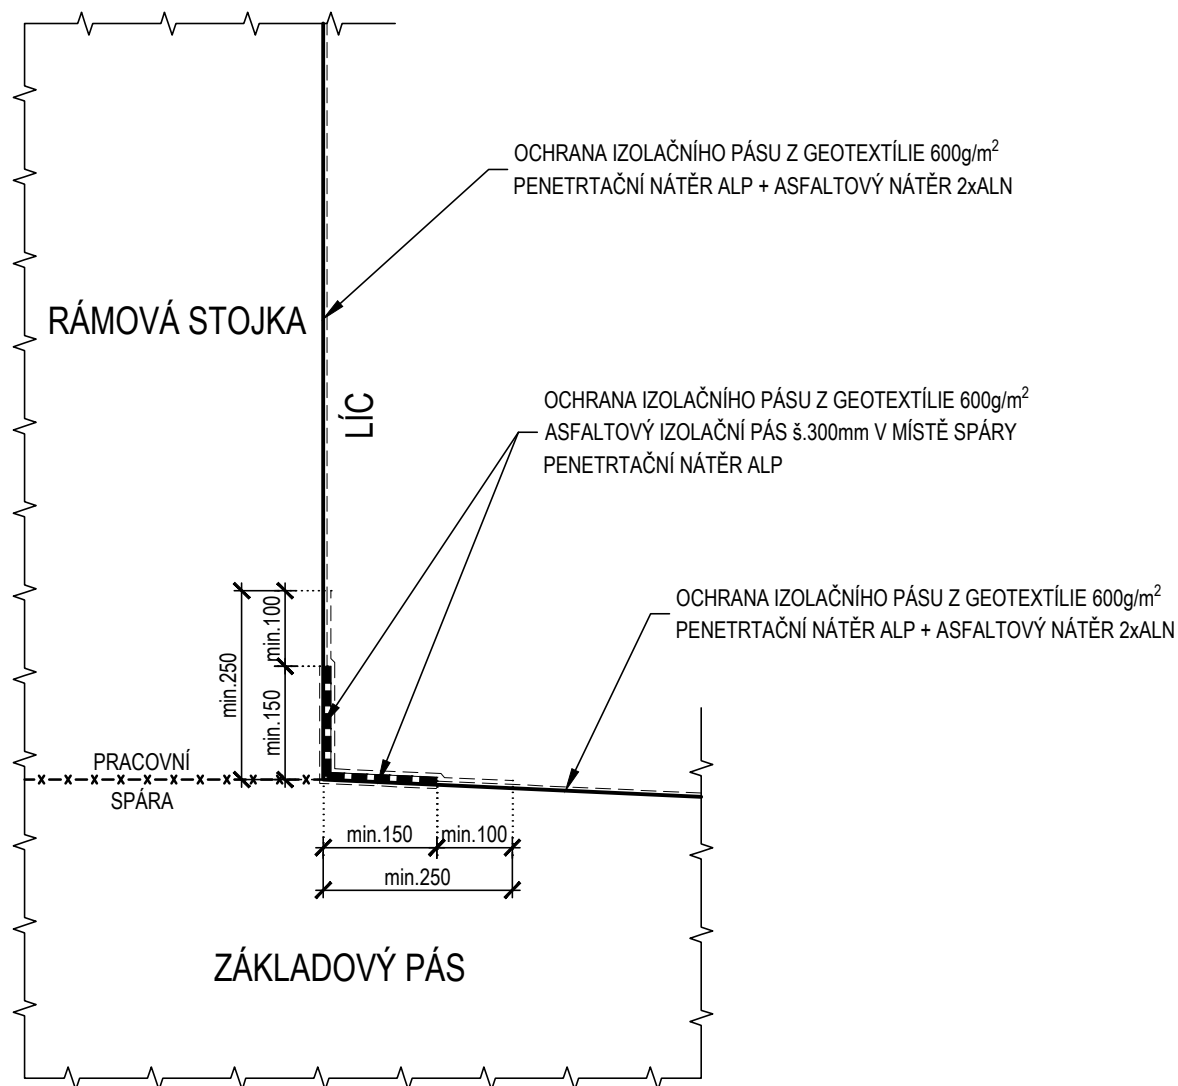 OCHRANA IZOLAČNÍHO PÁSU Z GEOTEXTÍLIE 600g/m²
PENETRTAČNÍ NÁTĚR ALP + ASFALTOVÝ NÁTĚR 2xALN
RÁMOVÁ STOJKA
LÍC
OCHRANA IZOLAČNÍHO PÁSU Z GEOTEXTÍLIE 600g/m²
ASFALTOVÝ IZOLAČNÍ PÁS š.300mm V MÍSTĚ SPÁRY
PENETRTAČNÍ NÁTĚR ALP
OCHRANA IZOLAČNÍHO PÁSU Z GEOTEXTÍLIE 600g/m²
PENETRTAČNÍ NÁTĚR ALP + ASFALTOVÝ NÁTĚR 2xALN
min.250
min.100
min.150
PRACOVNÍ
SPÁRA
min.150
min.100
min.250
ZÁKLADOVÝ PÁS